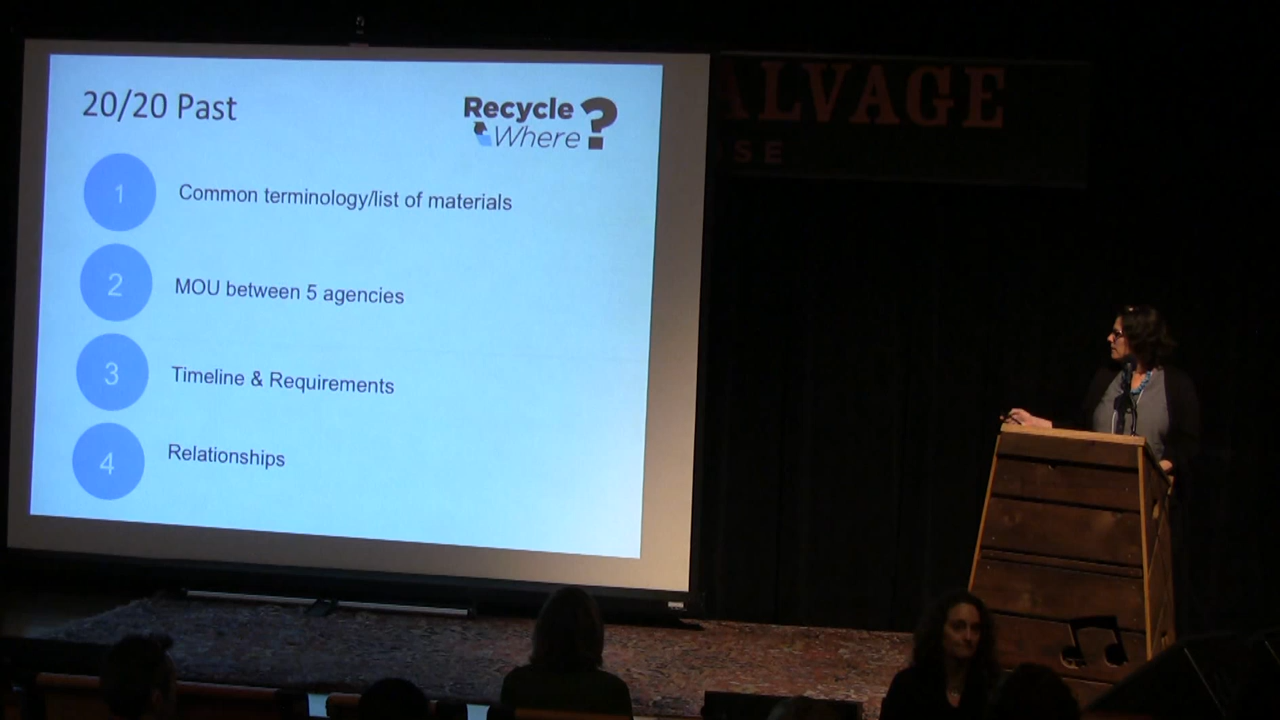 20/20 Past
Recycle
Where?
1 Common terminology/list of materials
2 MOU between 5 agencies
3 Timeline & Requirements
4 Relationships
ALVAGE
OSE